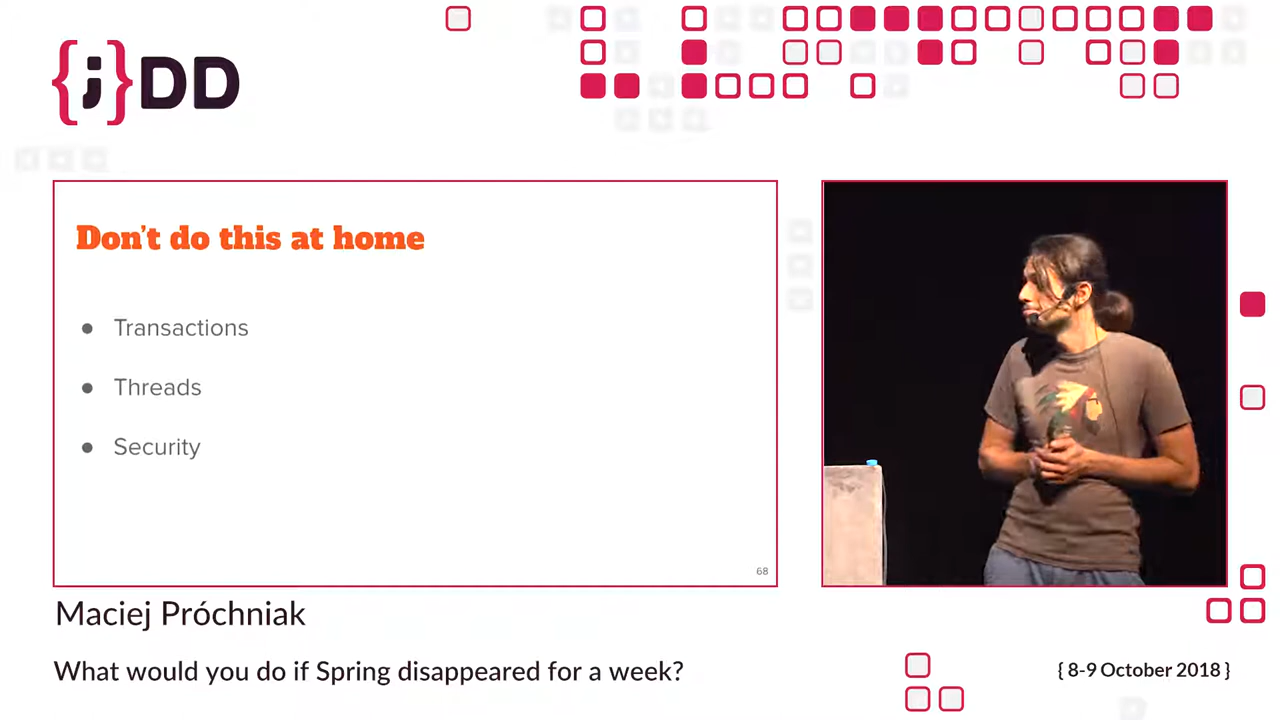 {j}DD
Don't do this at home
● Transactions
● Threads
● Security
68
Maciej Próchniak
What would you do if Spring disappeared for a week?
{ 8-9 October 2018 }